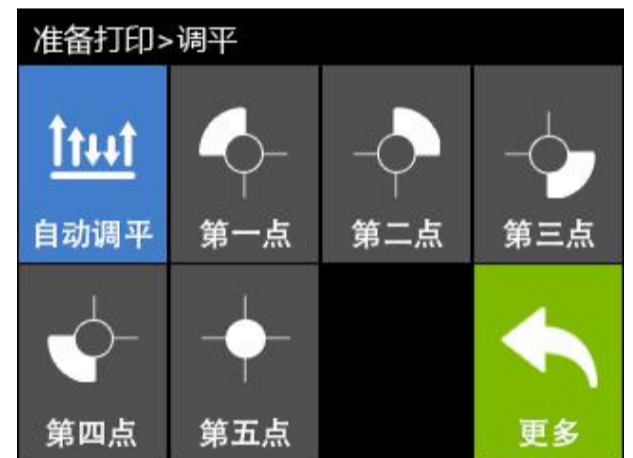 准备打印>调平
自动调平
第一点
第二点
第三点
第四点
第五点
更多